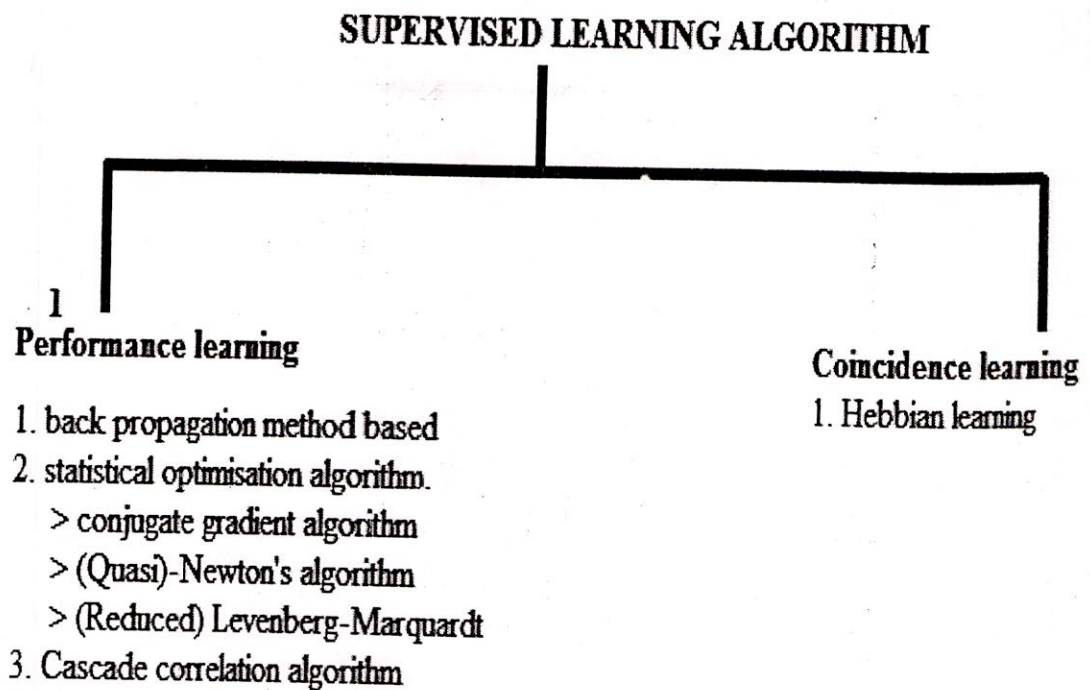 SUPERVISED LEARNING ALGORITHM
1
Performance learning
1. back propagation method based
2. statistical optimisation algorithm.
> conjugate gradient algorithm
> (Quasi)-Newton's algorithm
> (Reduced) Levenberg-Marquardt
3. Cascade correlation algorithm
Coincidence learning
1. Hebbian learning